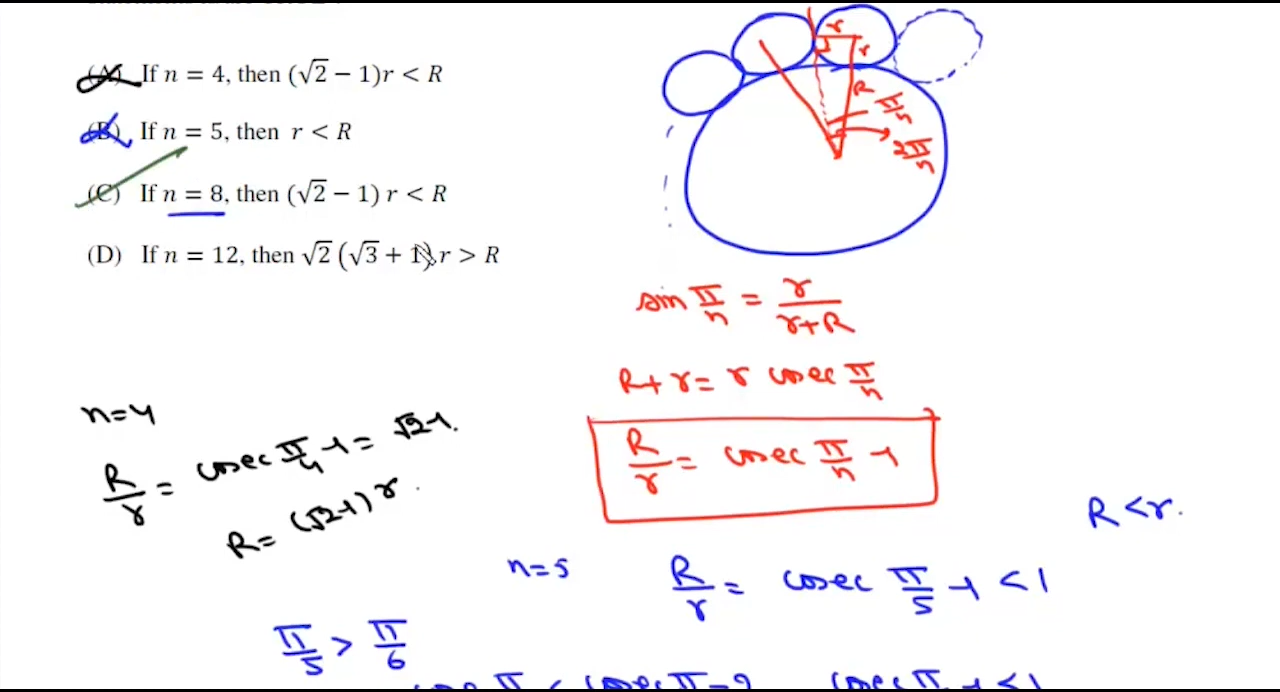 (A) If n = 4, then (√2 − 1)r < R
(B) If n = 5, then r < R
(C) If n = 8, then (√2 − 1) r < R
(D) If n = 12, then √2 (√3 + 1) r > R
r
r
R
π/n
2π/n
sin π/n = r/(r+R)
R+r = r cosec π/n
R/r = cosec π/n -1
n=4
R/r = cosec π/4 -1 = √2-1.
R = (√2-1) r.
R<r.
n=5
R/r = cosec π/5 -1 < 1
π/5 > π/6